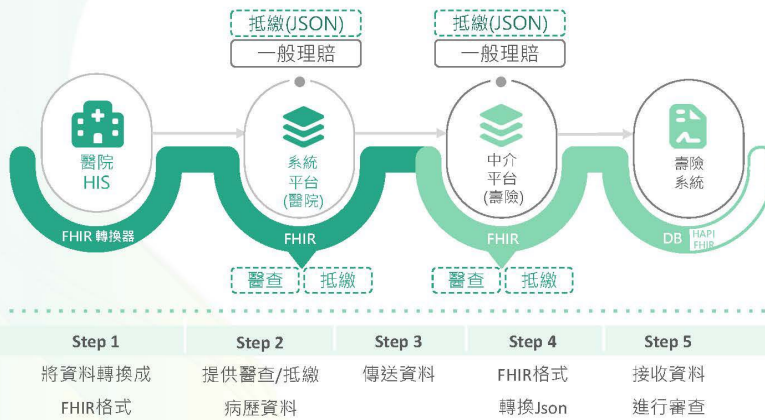 抵繳(JSON)
一般理賠
抵繳(JSON)
一般理賠
醫院
HIS
系統
平台
(醫院)
中介
平台
(壽險)
壽險
系統
FHIR 轉換器
FHIR
FHIR
DB
HAPI
FHIR
醫查
抵繳
醫查
抵繳
Step 1
Step 2
Step 3
Step 4
Step 5
將資料轉換成
FHIR格式
提供醫查/抵繳
病歷資料
傳送資料
FHIR格式
轉換Json
接收資料
進行審查